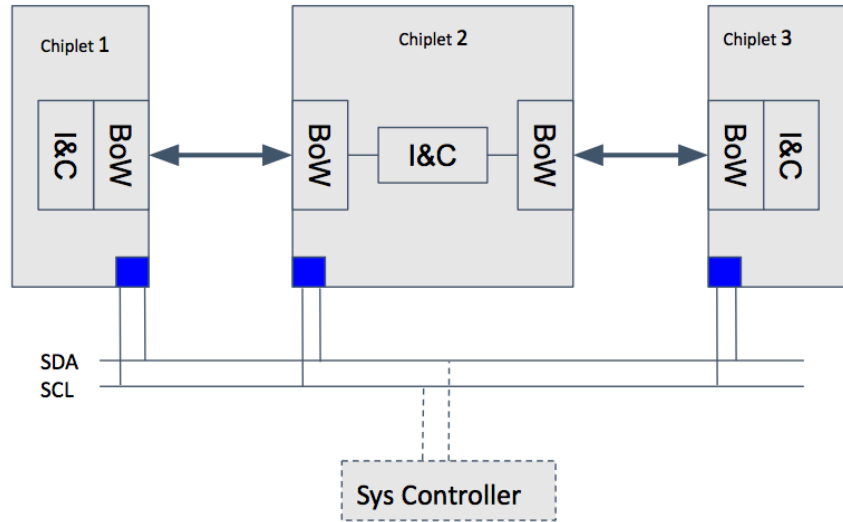 Chiplet 1
Chiplet 2
Chiplet 3
I&C
BoW
BoW
I&C
BoW
BoW
I&C
SDA
SCL
Sys Controller